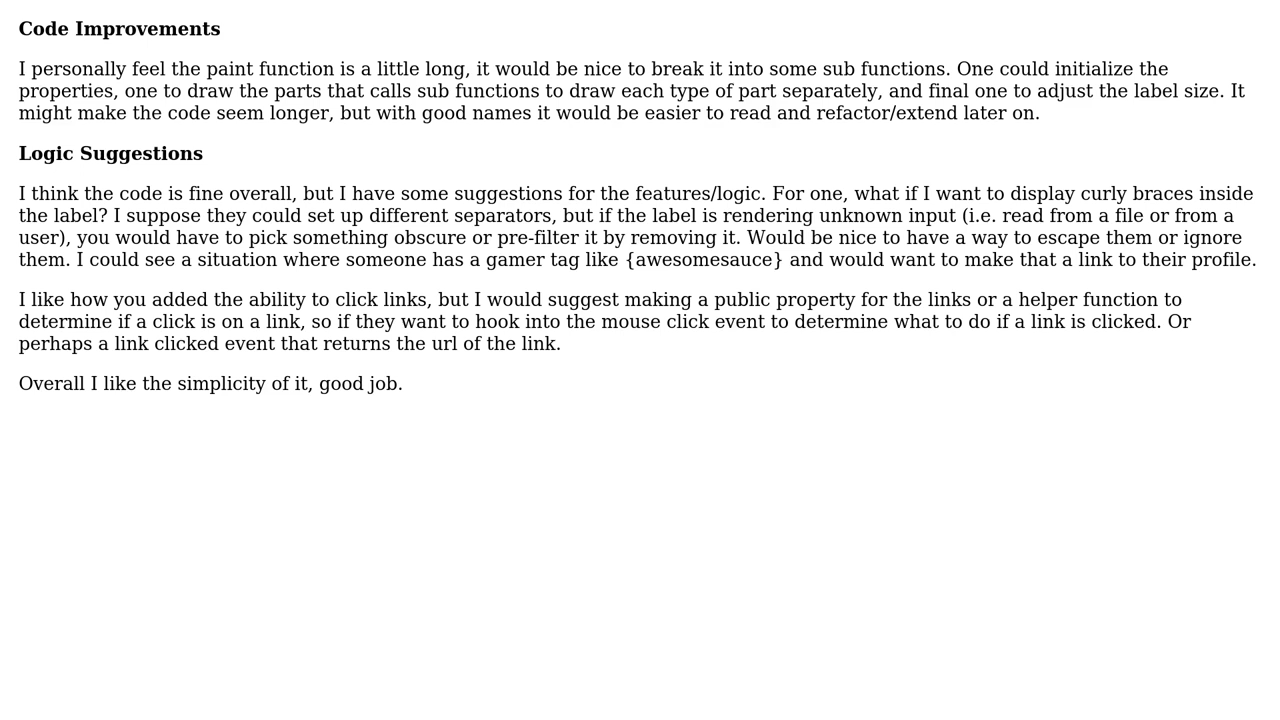 Code Improvements
I personally feel the paint function is a little long, it would be nice to break it into some sub functions. One could initialize the
properties, one to draw the parts that calls sub functions to draw each type of part separately, and final one to adjust the label size. It
might make the code seem longer, but with good names it would be easier to read and refactor/extend later on.
Logic Suggestions
I think the code is fine overall, but I have some suggestions for the features/logic. For one, what if I want to display curly braces inside
the label? I suppose they could set up different separators, but if the label is rendering unknown input (i.e. read from a file or from a
user), you would have to pick something obscure or pre-filter it by removing it. Would be nice to have a way to escape them or ignore
them. I could see a situation where someone has a gamer tag like {awesomesauce} and would want to make that a link to their profile.
I like how you added the ability to click links, but I would suggest making a public property for the links or a helper function to
determine if a click is on a link, so if they want to hook into the mouse click event to determine what to do if a link is clicked. Or
perhaps a link clicked event that returns the url of the link.
Overall I like the simplicity of it, good job.